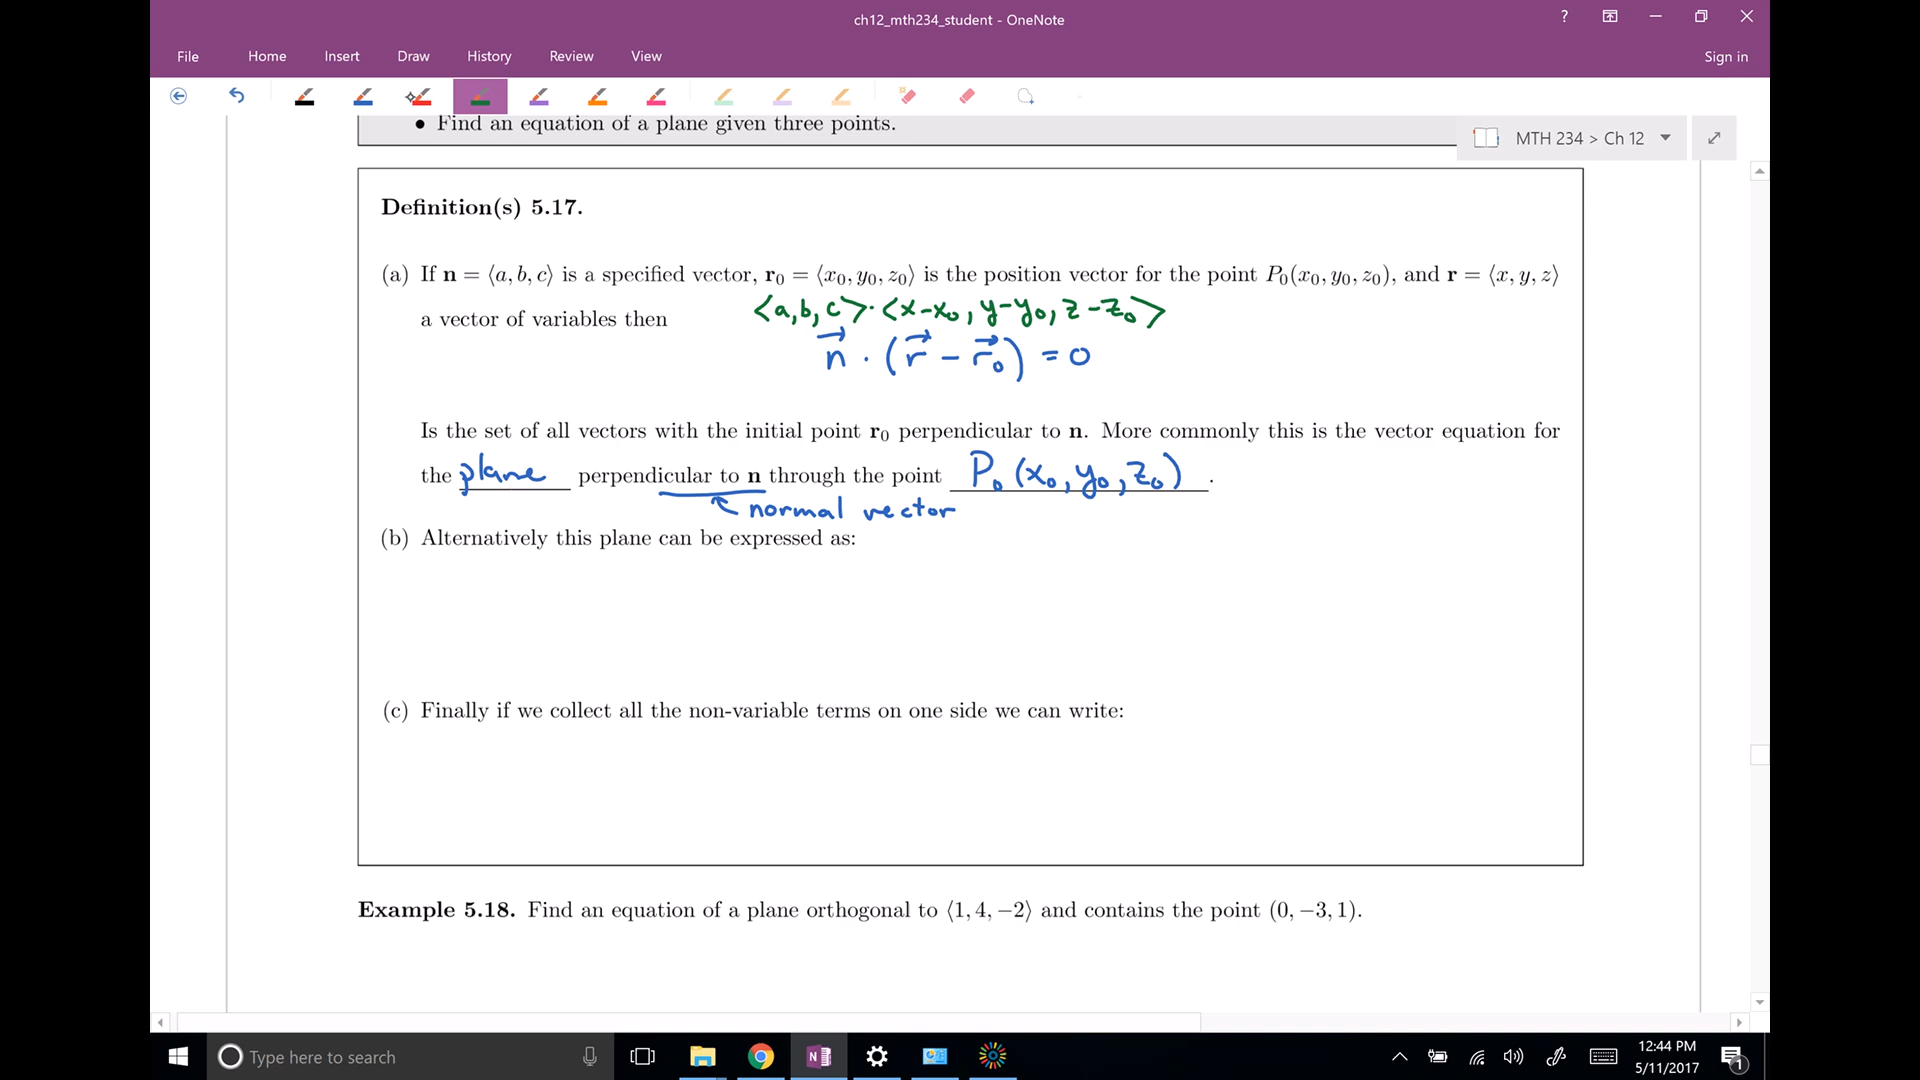 ch12_mth234_student - OneNote
?
File Home Insert Draw History Review View Sign in
• Find an equation of a plane given three points.
MTH 234 > Ch 12
Definition(s) 5.17.
(a) If n = ⟨a, b, c⟩ is a specified vector, r₀ = ⟨x₀, y₀, z₀⟩ is the position vector for the point P₀(x₀, y₀, z₀), and r = ⟨x, y, z⟩
a vector of variables then
<a, b, c> · <x-x₀, y-y₀, z-z₀>
n⃗ · (r⃗ - r⃗₀) = 0
Is the set of all vectors with the initial point r₀ perpendicular to n. More commonly this is the vector equation for
the plane perpendicular to n through the point P₀ (x₀, y₀, z₀).
normal vector
(b) Alternatively this plane can be expressed as:
(c) Finally if we collect all the non-variable terms on one side we can write:
Example 5.18. Find an equation of a plane orthogonal to ⟨1, 4, −2⟩ and contains the point (0, −3, 1).
Type here to search
12:44 PM
5/11/2017
1